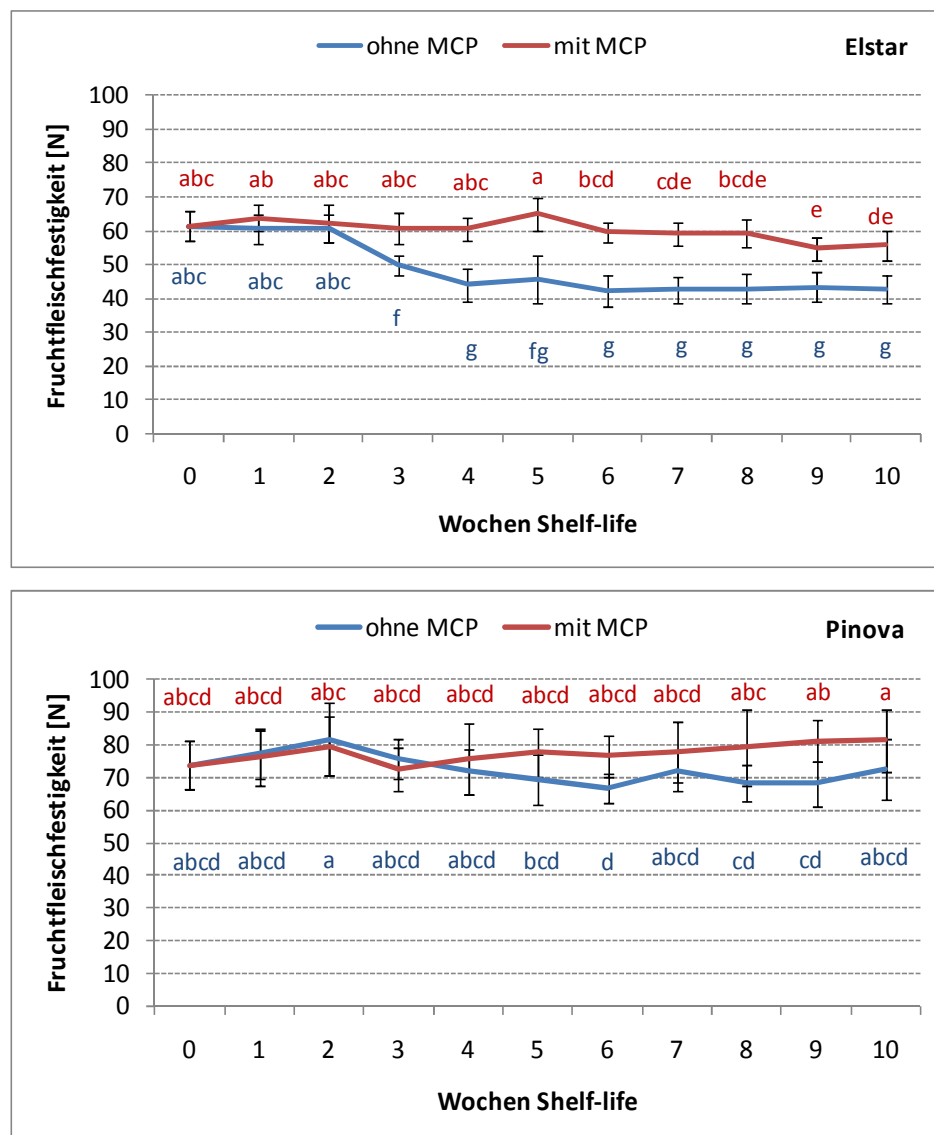 ohne MCP mit MCP Elstar
Fruchtfleischfestigkeit [N]
100
90
80
70
60
50
40
30
20
10
0
abc ab abc abc abc a bcd cde bcde e de
abc abc abc f g fg g g g g g
0 1 2 3 4 5 6 7 8 9 10
Wochen Shelf-life
ohne MCP mit MCP Pinova
Fruchtfleischfestigkeit [N]
100
90
80
70
60
50
40
30
20
10
0
abcd abcd abc abcd abcd abcd abcd abcd abc ab a
abcd abcd a abcd abcd bcd d abcd cd cd abcd
0 1 2 3 4 5 6 7 8 9 10
Wochen Shelf-life